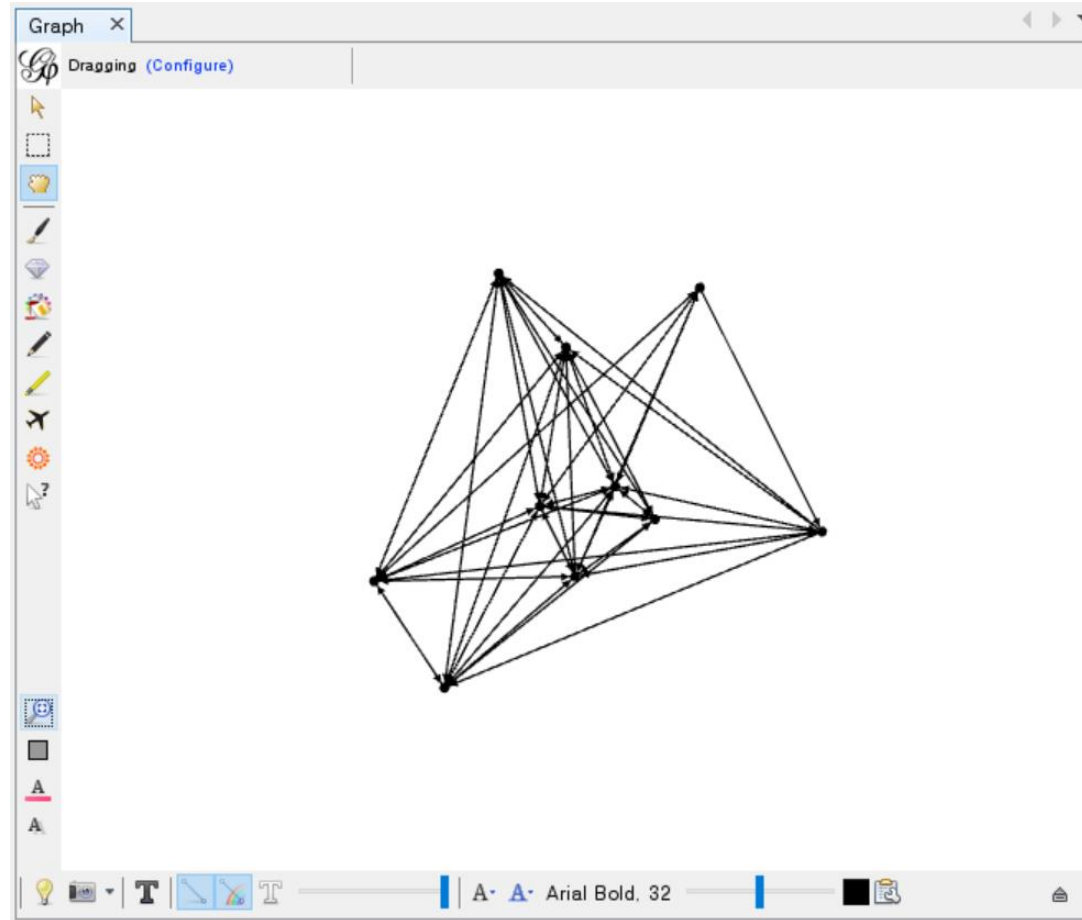 Graph
Dragging (Configure)
?
A
A
T T
A A Arial Bold, 32